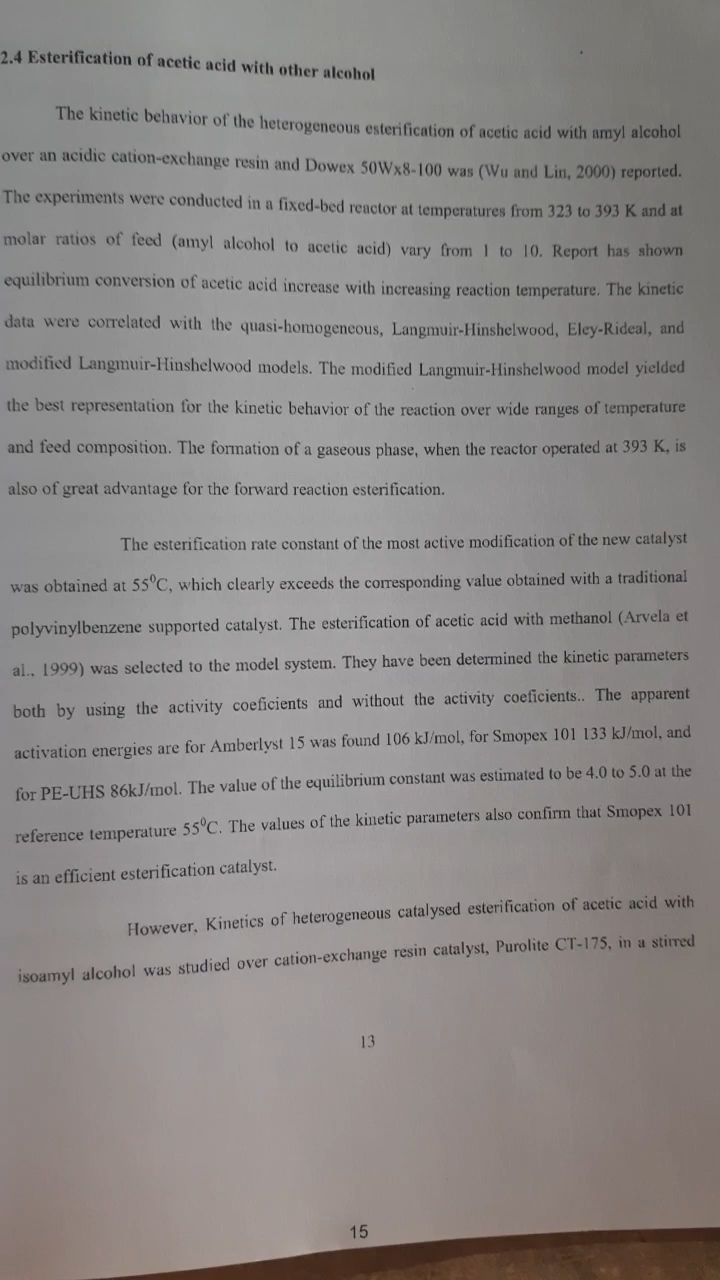 2.4 Esterification of acetic acid with other alcohol
The kinetic behavior of the heterogeneous esterification of acetic acid with amyl alcohol
over an acidic cation-exchange resin and Dowex 50Wx8-100 was (Wu and Lin, 2000) reported.
The experiments were conducted in a fixed-bed reactor at temperatures from 323 to 393 K and at
molar ratios of feed (amyl alcohol to acetic acid) vary from 1 to 10. Report has shown
equilibrium conversion of acetic acid increase with increasing reaction temperature. The kinetic
data were correlated with the quasi-homogeneous, Langmuir-Hinshelwood, Eley-Rideal, and
modified Langmuir-Hinshelwood models. The modified Langmuir-Hinshelwood model yielded
the best representation for the kinetic behavior of the reaction over wide ranges of temperature
and feed composition. The formation of a gaseous phase, when the reactor operated at 393 K, is
also of great advantage for the forward reaction esterification.
The esterification rate constant of the most active modification of the new catalyst
was obtained at 55⁰C, which clearly exceeds the corresponding value obtained with a traditional
polyvinylbenzene supported catalyst. The esterification of acetic acid with methanol (Arvela et
al., 1999) was selected to the model system. They have been determined the kinetic parameters
both by using the activity coeficients and without the activity coeficients.. The apparent
activation energies are for Amberlyst 15 was found 106 kJ/mol, for Smopex 101 133 kJ/mol, and
for PE-UHS 86kJ/mol. The value of the equilibrium constant was estimated to be 4.0 to 5.0 at the
reference temperature 55⁰C. The values of the kinetic parameters also confirm that Smopex 101
is an efficient esterification catalyst.
However, Kinetics of heterogeneous catalysed esterification of acetic acid with
isoamyl alcohol was studied over cation-exchange resin catalyst, Purolite CT-175, in a stirred
13
15